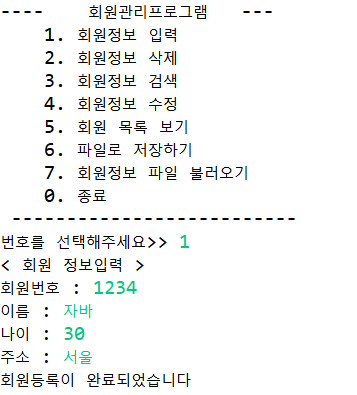 ----    회원관리프로그램   ---
    1. 회원정보 입력
    2. 회원정보 삭제
    3. 회원정보 검색
    4. 회원정보 수정
    5. 회원 목록 보기
    6. 파일로 저장하기
    7. 회원정보 파일 불러오기
    0. 종료
 --------------------------
번호를 선택해주세요>> 1
< 회원 정보입력 >
회원번호 : 1234
이름 : 자바
나이 : 30
주소 : 서울
회원등록이 완료되었습니다